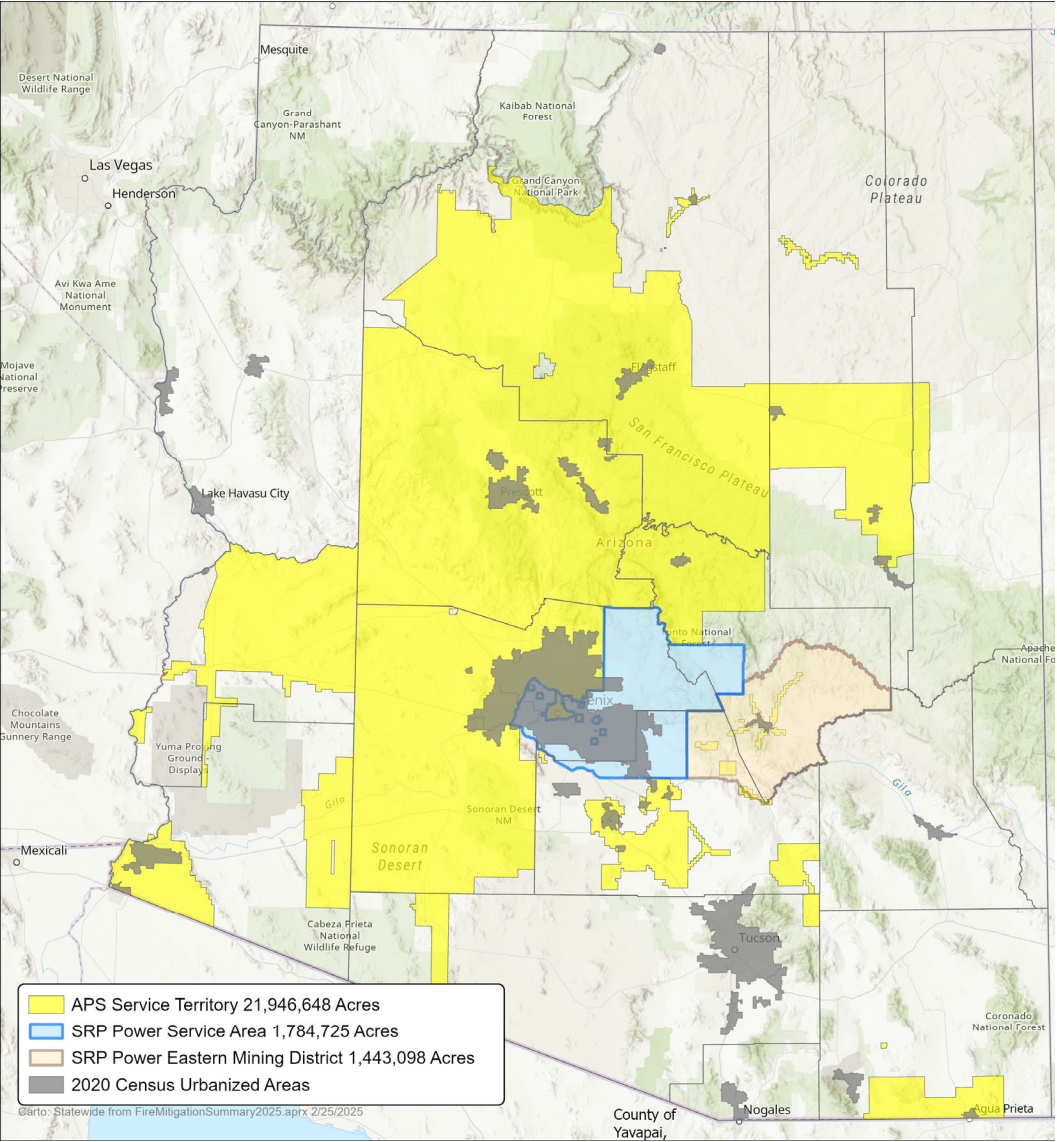 Mesquite
Desert National
Wildlife Range
Grand
Canyon-Parashant
NM
Kaibab National
Forest
Las Vegas
Henderson
Grand Canyon
National Park
Colorado
Plateau
Avi Kwa Ame
National
Monument
Mojave
National
Preserve
Flagstaff
San Francisco Plateau
Lake Havasu City
Prescott
Arizona
onto National
Forest
Apache
National Fo
Phoenix
Chocolate
Mountains
Gunnery Range
Yuma Proving
Ground -
Displays
Gila
Gila
Sonoran Desert
NM
Sonoran
Desert
Mexicali
Cabeza Prieta
National
Wildlife Refuge
Tucson
APS Service Territory 21,946,648 Acres
SRP Power Service Area 1,784,725 Acres
SRP Power Eastern Mining District 1,443,098 Acres
2020 Census Urbanized Areas
Coronado
National Forest
Carto: Statewide from FireMitigationSummary2025.aprx 2/25/2025
County of
Yavapai,
Nogales
Agua Prieta